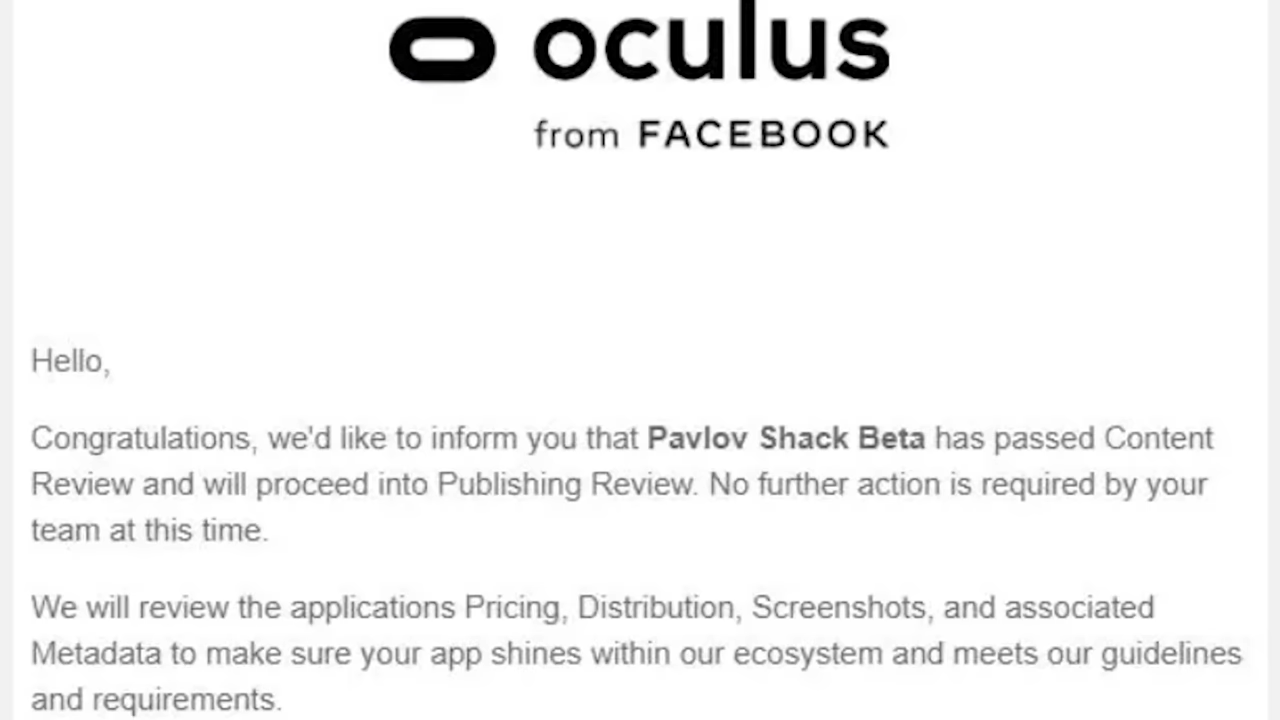 oculus
from FACEBOOK
Hello,
Congratulations, we'd like to inform you that Pavlov Shack Beta has passed Content
Review and will proceed into Publishing Review. No further action is required by your
team at this time.
We will review the applications Pricing, Distribution, Screenshots, and associated
Metadata to make sure your app shines within our ecosystem and meets our guidelines
and requirements.